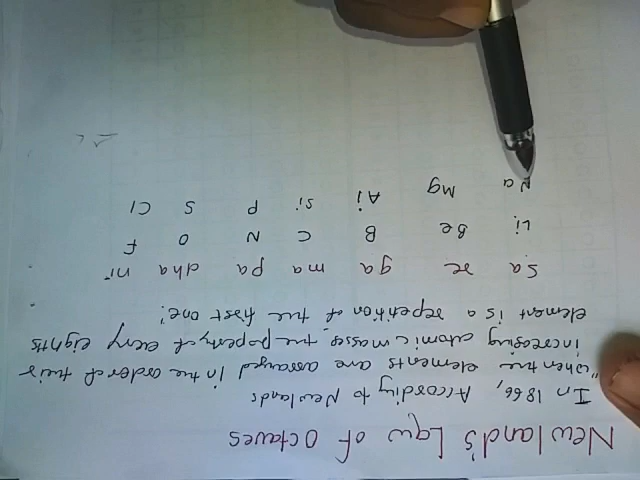 Newland's Law of Octaves
In 1866, According to Newlands
"when the elements are arranged in the order of their
increasing atomic masses the property of every eights
element is a repetition of the first one".
Sa re ga ma pa dha ni
Li Be B C N O F
Na Mg Al Si P S Cl